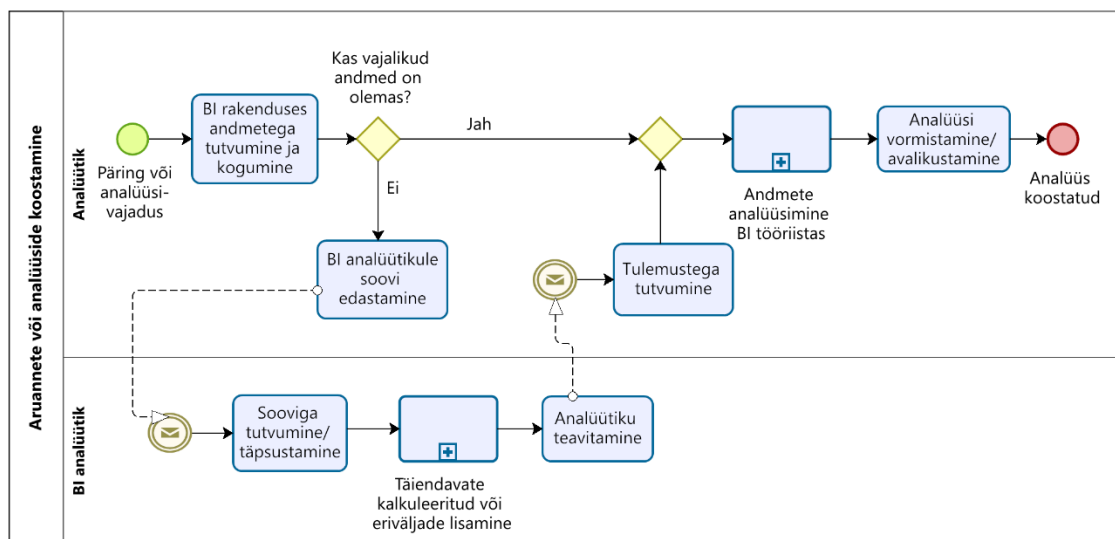 Aruannete või analüüside koostamine
Analüütik
Päring või
analüüsi-
vajadus
BI rakenduses
andmetega
tutvumine ja
kogumine
Kas vajalikud
andmed on
olemas?
Jah
Ei
BI analüütikule
soovi
edastamine
Tulemustega
tutvumine
Andmete
analüüsimine
BI tööriistas
Analüüsi
vormistamine/
avalikustamine
Analüüs
koostatud
BI analüütik
Sooviga
tutvumine/
täpsustamine
Täiendavate
kalkuleeritud või
eriväljade lisamine
Analüütiku
teavitamine